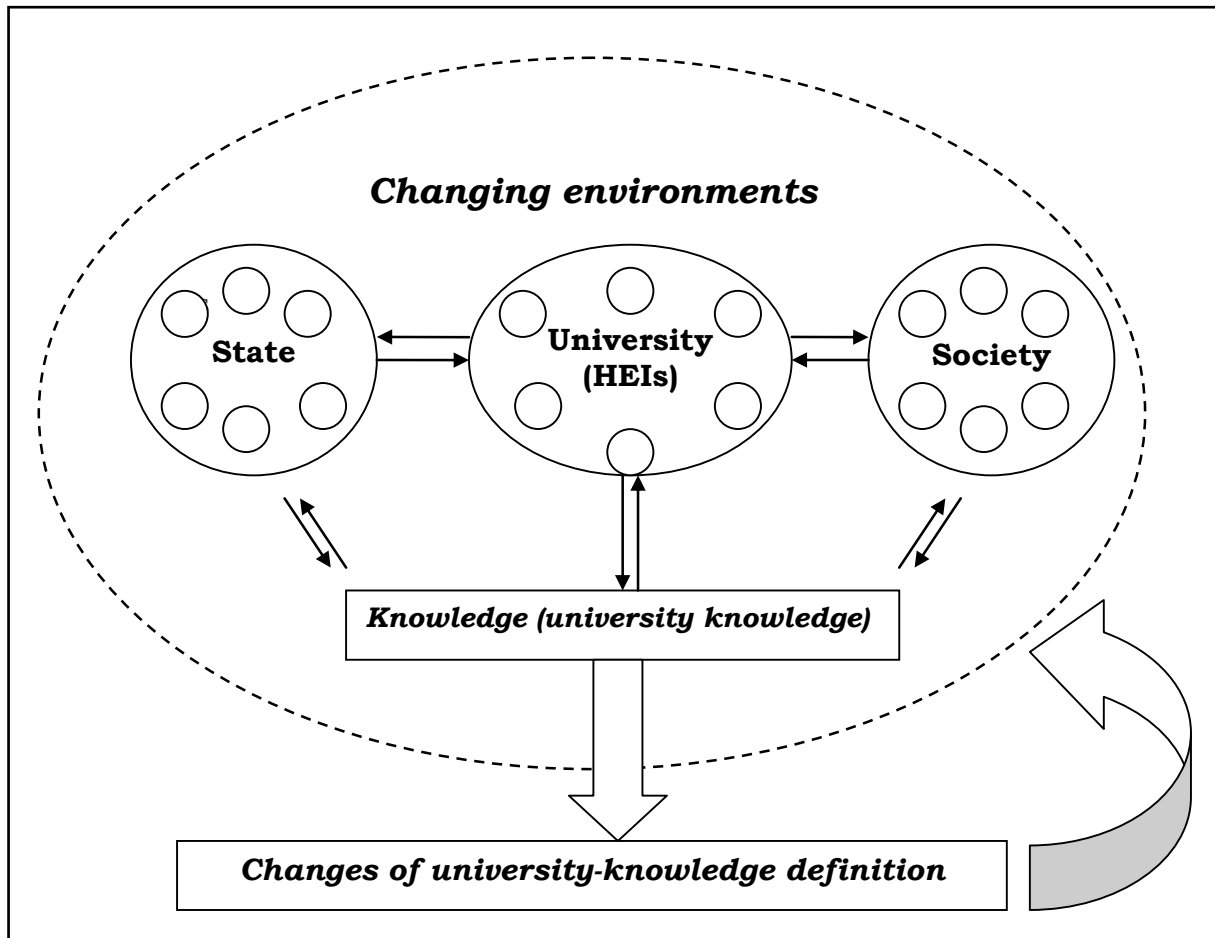 Changing environments
State
University
(HEIs)
Society
Knowledge (university knowledge)
Changes of university-knowledge definition